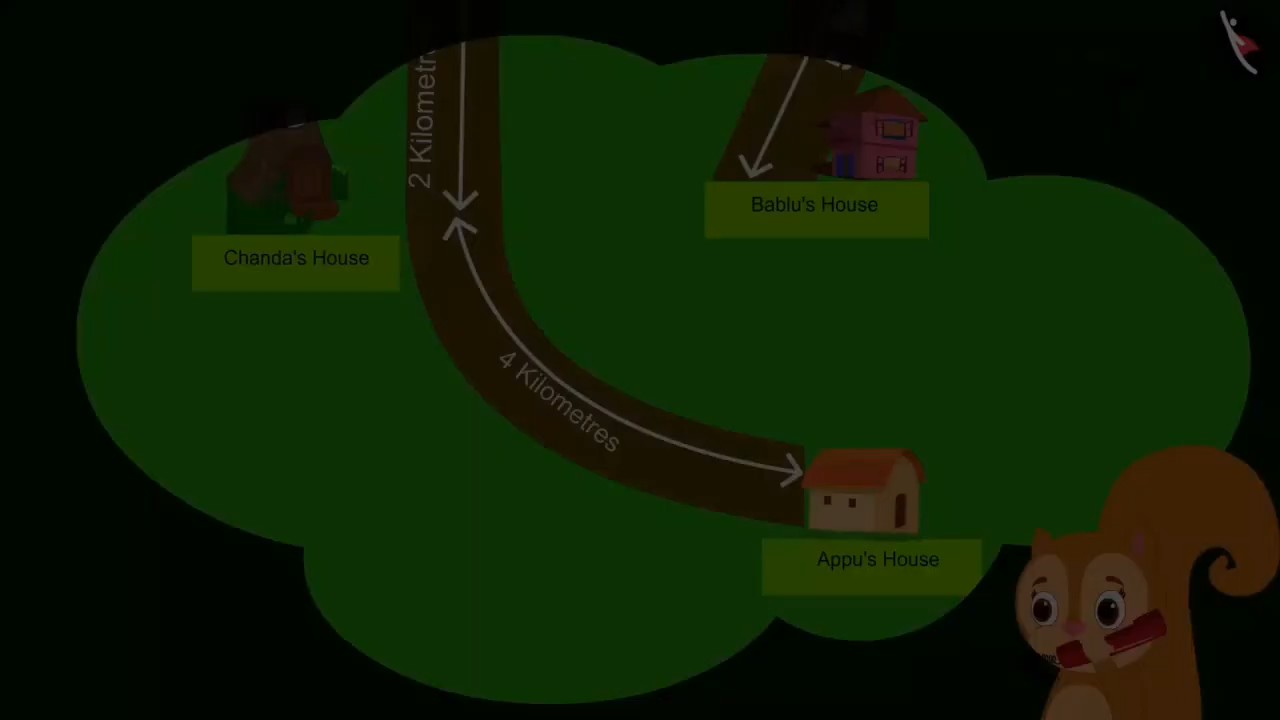 2 Kilometr
Bablu's House
Chanda's House
4 Kilometres
Appu's House